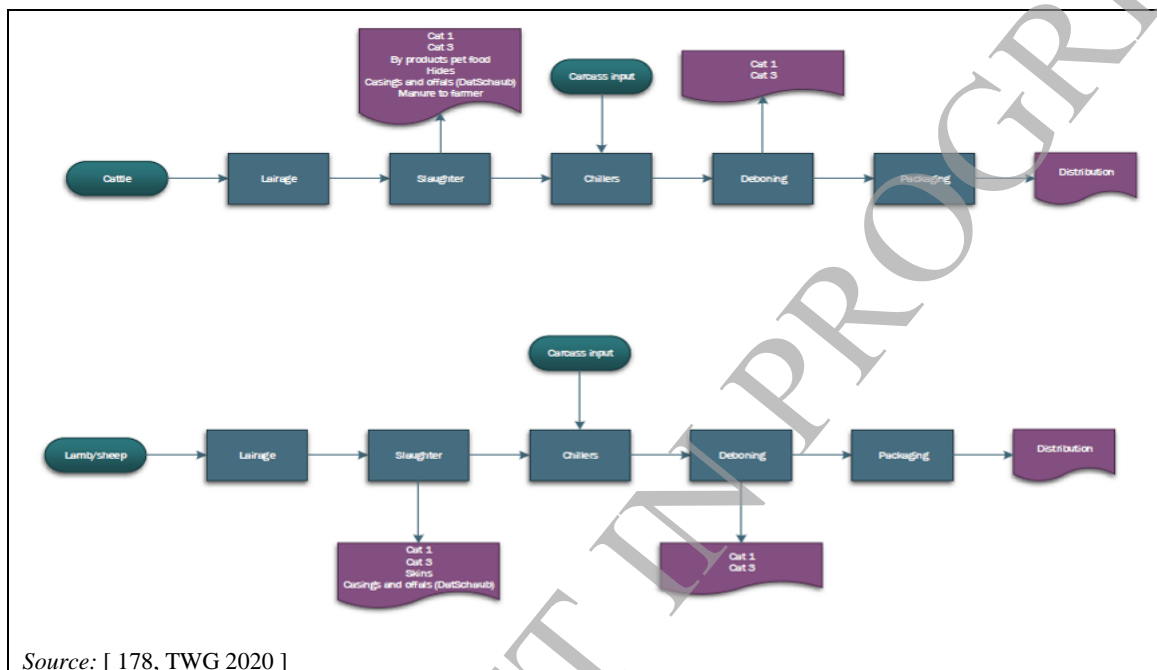 Cat 1
Cat 3
By products pet food
Hides
Casings and offals (DatSchaub)
Manure to farmer
Carcass input
Cat 1
Cat 3
Cattle
Lairage
Slaughter
Chillers
Deboning
Packaging
Distribution
Carcass input
Lamb/sheep
Lairage
Slaughter
Chillers
Deboning
Packaging
Distribution
Cat 1
Cat 3
Skins
Casings and offals (DatSchaub)
Cat 1
Cat 3
Source: [ 178, TWG 2020 ]
IN PROGR